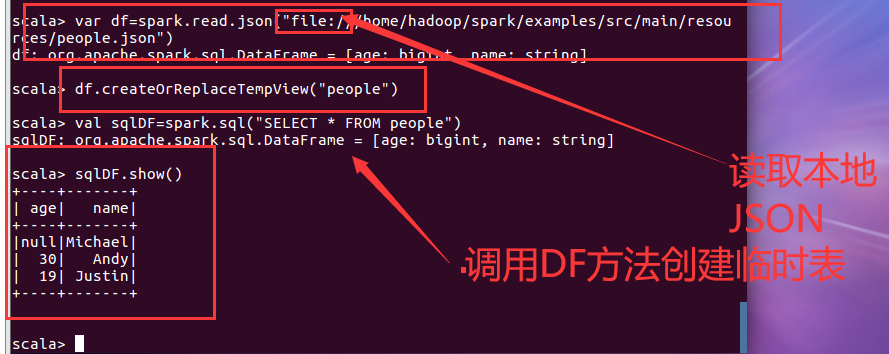 scala> var df=spark.read.json("file:///home/hadoop/spark/examples/src/main/resou
rces/people.json")
df: org.apache.spark.sql.DataFrame = [age: bigint, name: string]
scala> df.createOrReplaceTempView("people")
scala> val sqlDF=spark.sql("SELECT * FROM people")
sqlDF: org.apache.spark.sql.DataFrame = [age: bigint, name: string]
scala> sqlDF.show()
+----+-------+
| age|   name|
+----+-------+
|null|Michael|
|  30|   Andy|
|  19| Justin|
+----+-------+
scala>
读取本地
JSON
调用DF方法创建临时表